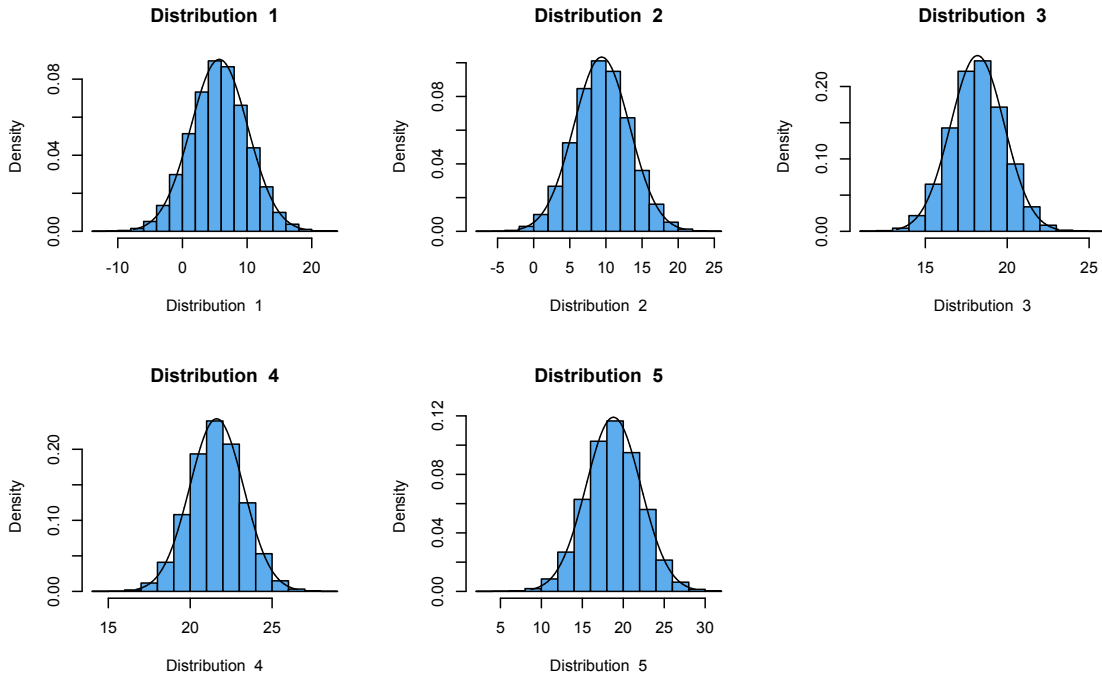 Distribution 1
Density
0.00 0.04 0.08
-10 0 10 20
Distribution 1
Distribution 2
Density
0.00 0.04 0.08
-5 0 5 10 15 20 25
Distribution 2
Distribution 3
Density
0.00 0.10 0.20
15 20 25
Distribution 3
Distribution 4
Density
0.00 0.10 0.20
15 20 25
Distribution 4
Distribution 5
Density
0.00 0.04 0.08 0.12
5 10 15 20 25 30
Distribution 5